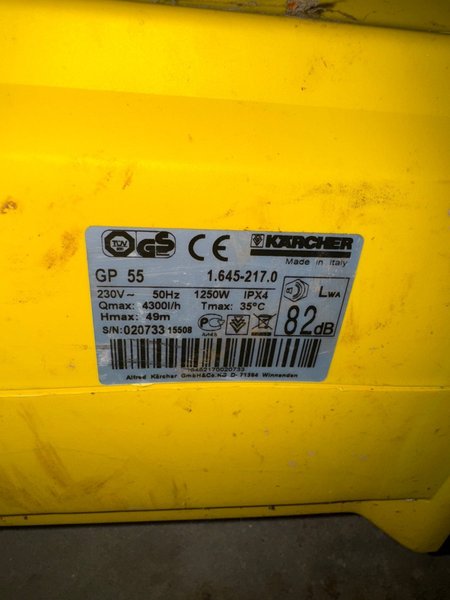 TÜV GS CE KÄRCHER
Made in Italy
GP 55 1.645-217.0
230V~ 50Hz 1250W IPX4
Qmax: 4300l/h Tmax: 35°C
Hmax: 49m
S/N:020733 15508
LWA
82dB
16452170020733
Alfred Kärcher GmbH&Co.KG D- 71364 Winnenden